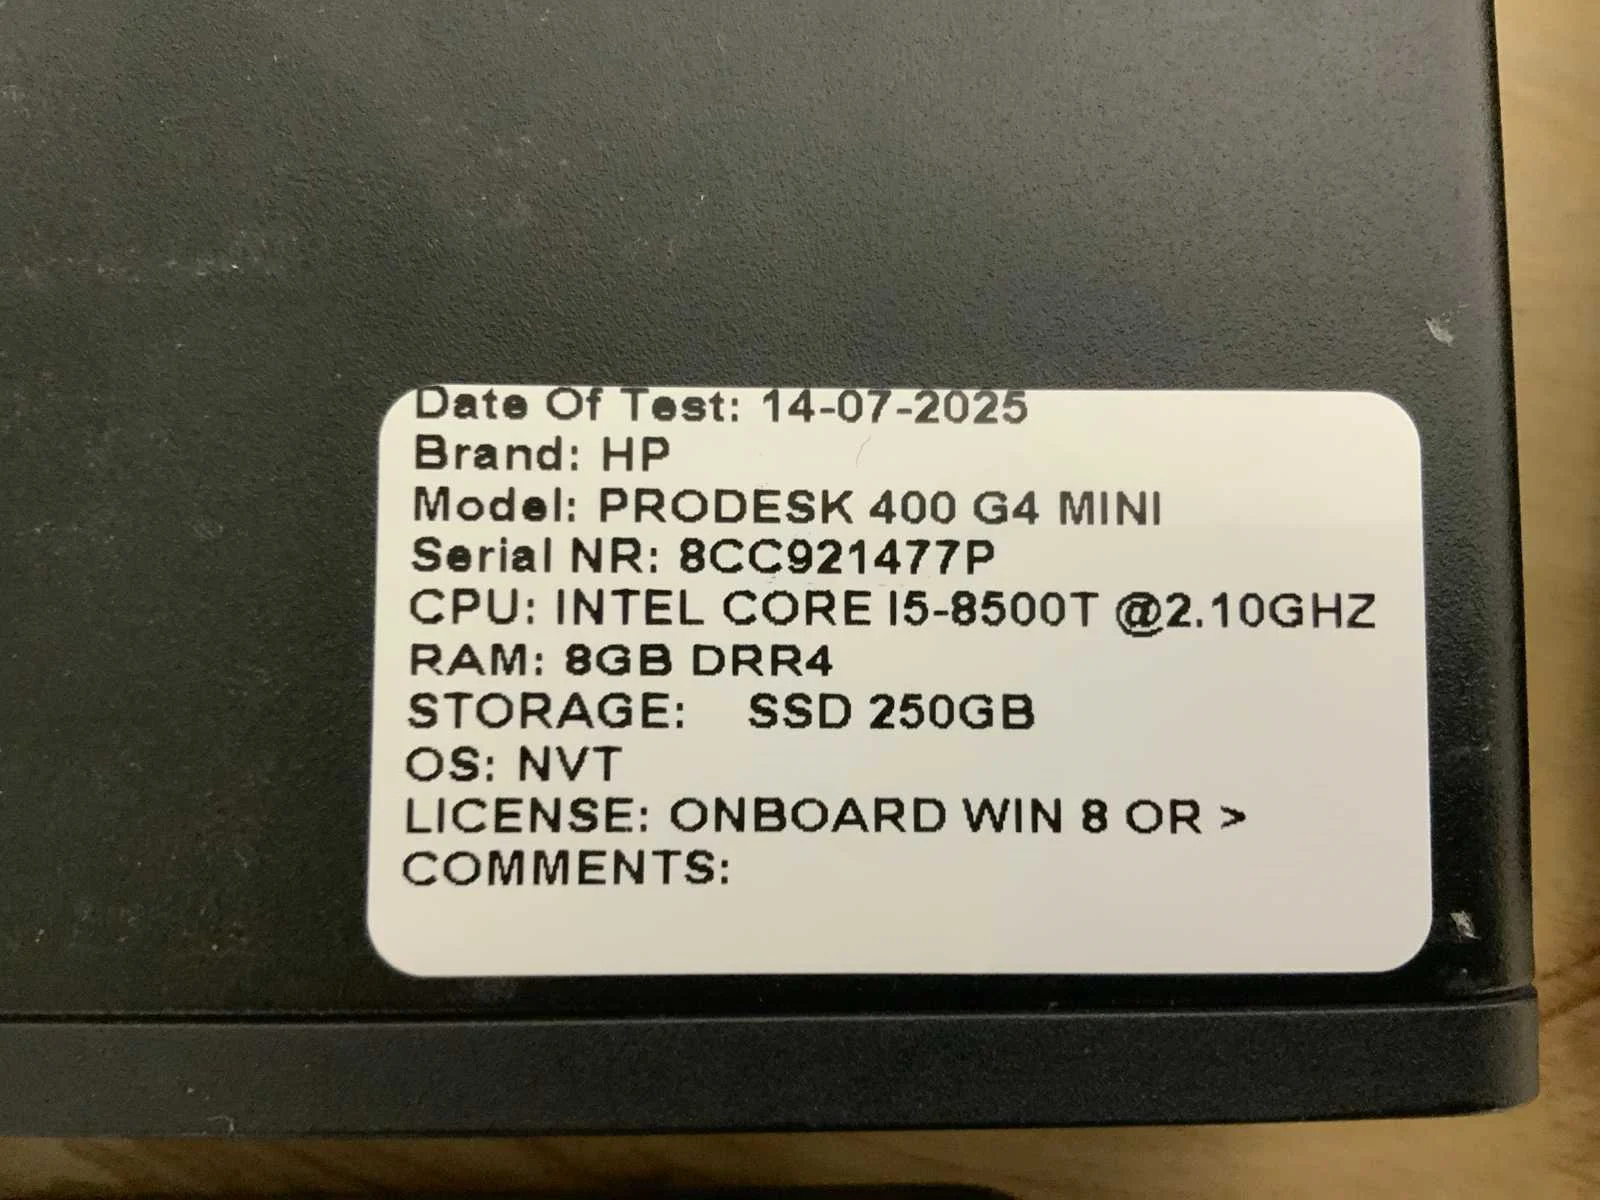 Date Of Test: 14-07-2025
Brand: HP
Model: PRODESK 400 G4 MINI
Serial NR: 8CC921477P
CPU: INTEL CORE I5-8500T @2.10GHZ
RAM: 8GB DRR4
STORAGE: SSD 250GB
OS: NVT
LICENSE: ONBOARD WIN 8 OR >
COMMENTS: